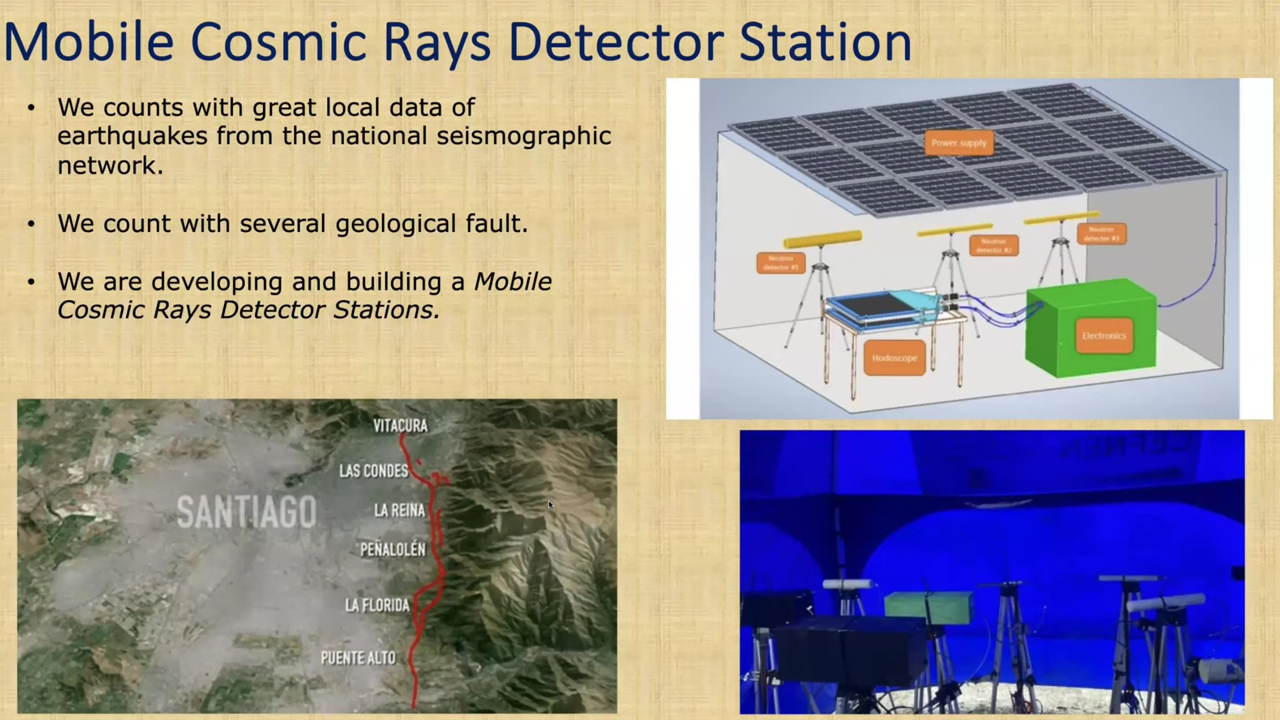 Mobile Cosmic Rays Detector Station
• We counts with great local data of
earthquakes from the national seismographic
network.
• We count with several geological fault.
• We are developing and building a Mobile
Cosmic Rays Detector Stations.
Power supply
Neutron
detector #1
Neutron
detector #2
Neutron
detector #3
Hodoscope
Electronics
VITACURA
LAS CONDES
SANTIAGO
LA REINA
PEÑALOLÉN
LA FLORIDA
PUENTE ALTO